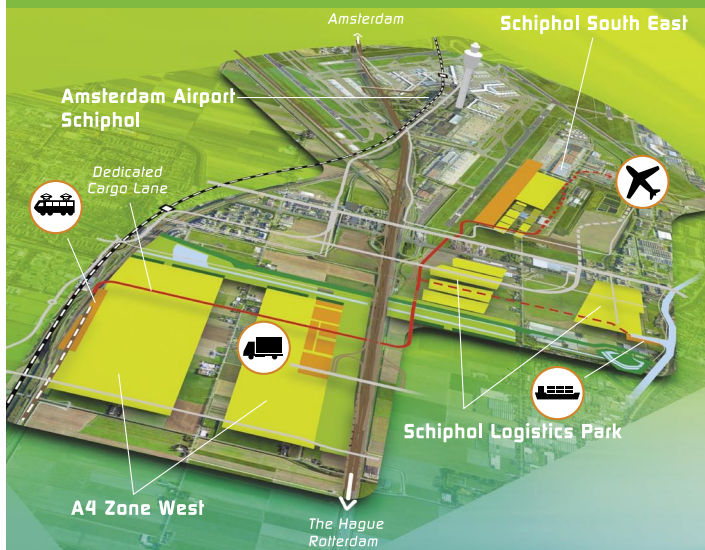 Amsterdam
Schiphol South East
Amsterdam Airport
Schiphol
Dedicated
Cargo Lane
Schiphol Logistics Park
A4 Zone West
The Hague
Rotterdam